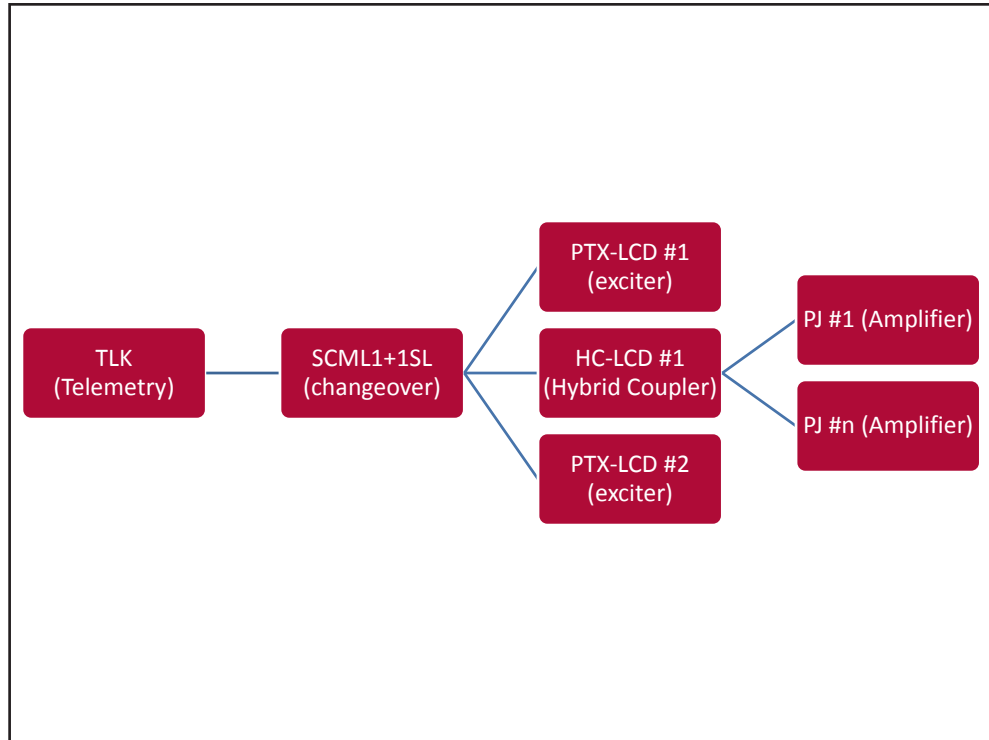 TLK
(Telemetry)
SCML1+1SL
(changeover)
PTX-LCD #1
(exciter)
HC-LCD #1
(Hybrid Coupler)
PTX-LCD #2
(exciter)
PJ #1 (Amplifier)
PJ #n (Amplifier)